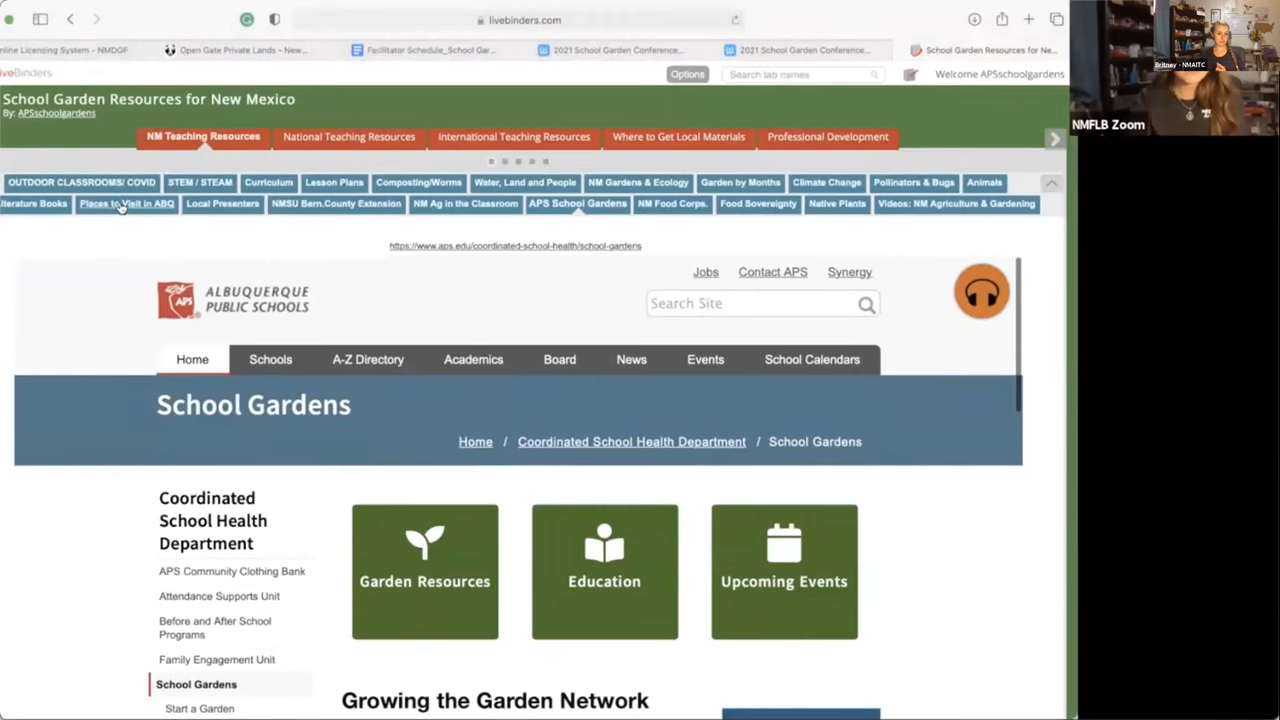 livebinders.com
nline Licensing System - NMDGF
Open Gate Private Lands - New...
Facilitator Schedule_School Gar...
2021 School Garden Conference...
2021 School Garden Conference...
School Garden Resources for Ne...
iveBinders
Options
Search tab names
Welcome APSschoolgardens
School Garden Resources for New Mexico
By: APSschoolgardens
NM Teaching Resources
National Teaching Resources
International Teaching Resources
Where to Get Local Materials
Professional Development
OUTDOOR CLASSROOMS/ COVID
STEM / STEAM
Curriculum
Lesson Plans
Composting/Worms
Water, Land and People
NM Gardens & Ecology
Garden by Months
Climate Change
Pollinators & Bugs
Animals
iterature Books
Places to Visit in ABQ
Local Presenters
NMSU Bern.County Extension
NM Ag in the Classroom
APS School Gardens
NM Food Corps.
Food Sovereignty
Native Plants
Videos: NM Agriculture & Gardening
https://www.aps.edu/coordinated-school-health/school-gardens
Jobs
Contact APS
Synergy
APS
ALBUQUERQUE
PUBLIC SCHOOLS
Search Site
Home
Schools
A-Z Directory
Academics
Board
News
Events
School Calendars
School Gardens
Home / Coordinated School Health Department / School Gardens
Coordinated
School Health
Department
APS Community Clothing Bank
Attendance Supports Unit
Before and After School
Programs
Family Engagement Unit
School Gardens
Start a Garden
Garden Resources
Education
Upcoming Events
Growing the Garden Network
Britney - NMAITC
NMFLB Zoom